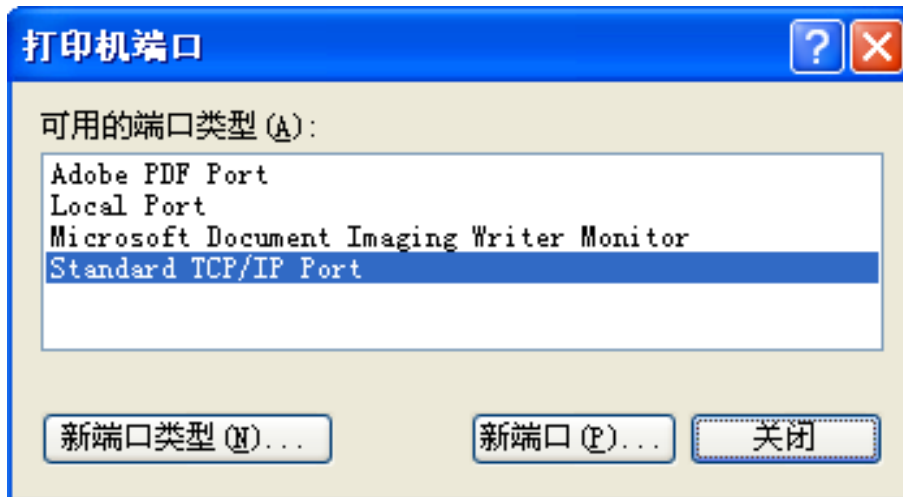 打印机端口
可用的端口类型(A):
Adobe PDF Port
Local Port
Microsoft Document Imaging Writer Monitor
Standard TCP/IP Port
新端口类型(N)... 新端口(P)... 关闭